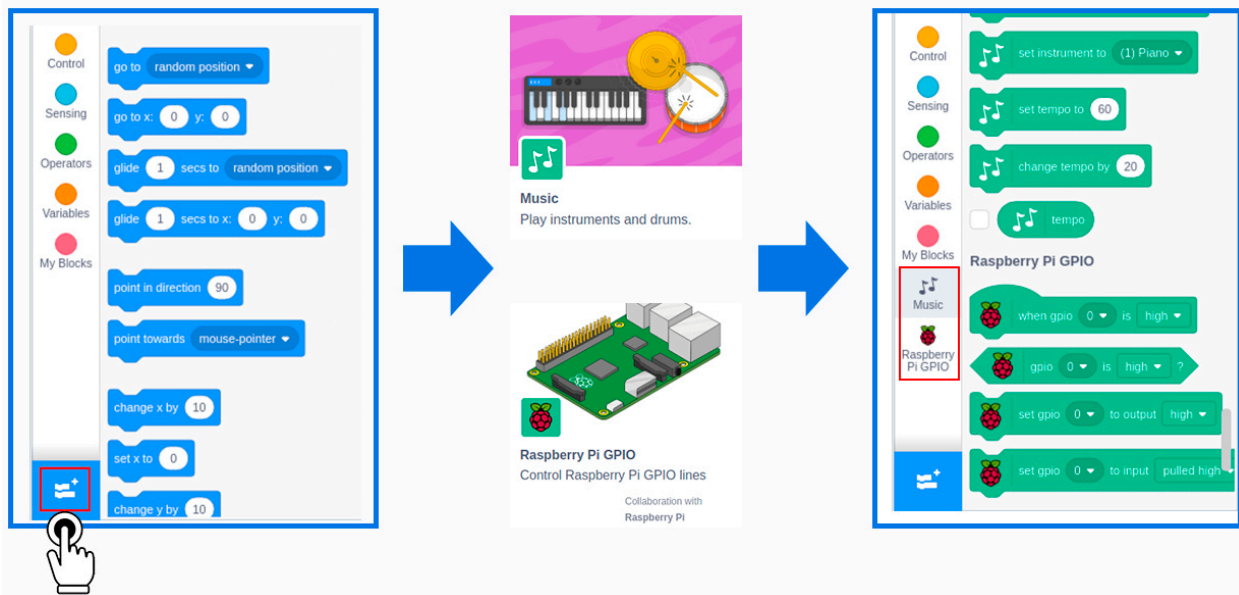 Control
Sensing
Operators
Variables
My Blocks
go to random position
go to x: 0 y: 0
glide 1 secs to random position
glide 1 secs to x: 0 y: 0
point in direction 90
point towards mouse-pointer
change x by 10
set x to 0
change y by 10
Music
Play instruments and drums.
Raspberry Pi GPIO
Control Raspberry Pi GPIO lines
Collaboration with
Raspberry Pi
Control
Sensing
Operators
Variables
My Blocks
Music
Raspberry
Pi GPIO
set instrument to (1) Piano
set tempo to 60
change tempo by 20
tempo
Raspberry Pi GPIO
when gpio 0 is high
gpio 0 is high ?
set gpio 0 to output high
set gpio 0 to input pulled high